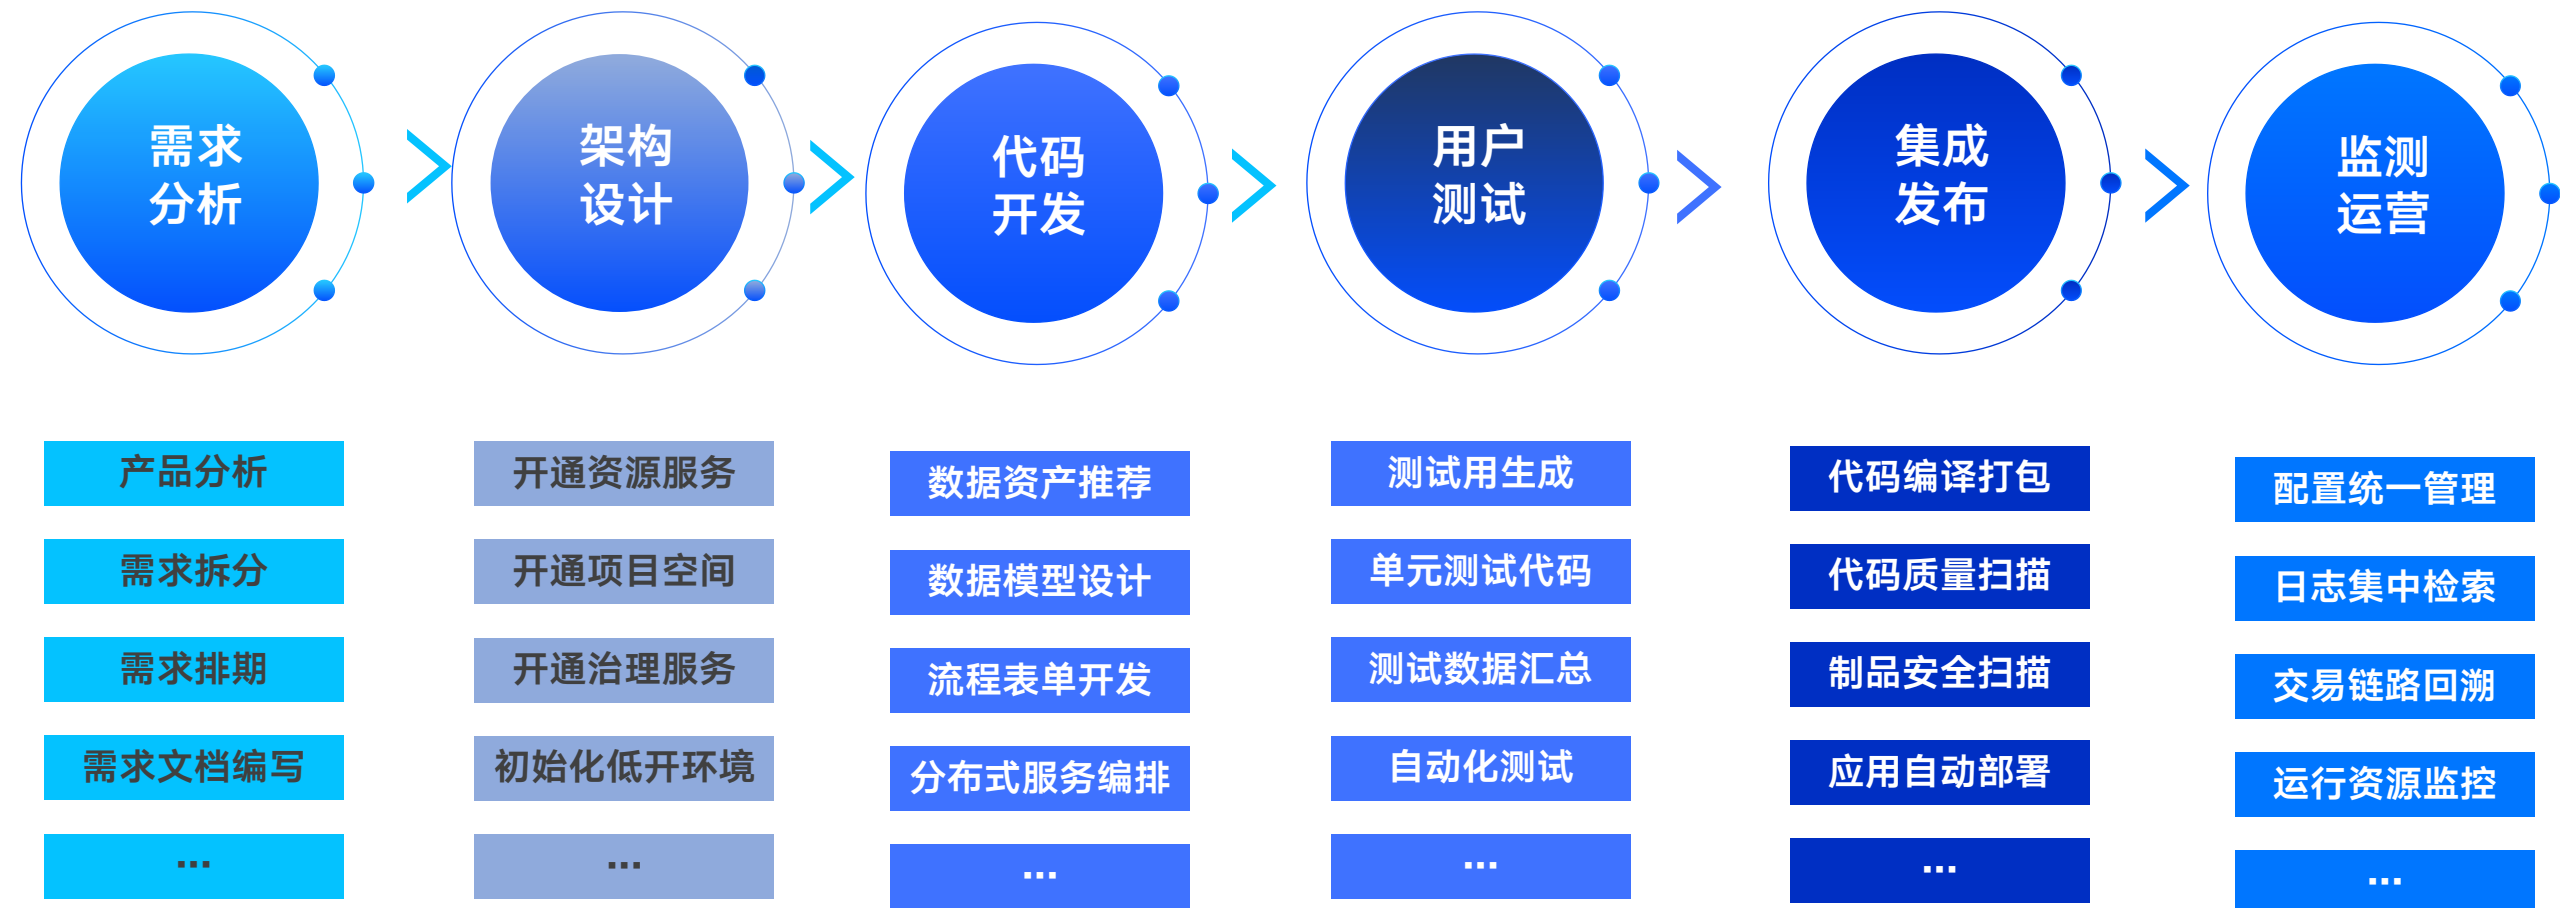 需求
分析
架构
设计
代码
开发
用户
测试
集成
发布
监测
运营
产品分析
需求拆分
需求排期
需求文档编写
...
开通资源服务
开通项目空间
开通治理服务
初始化低开环境
...
数据资产推荐
数据模型设计
流程表单开发
分布式服务编排
...
测试用生成
单元测试代码
测试数据汇总
自动化测试
...
代码编译打包
代码质量扫描
制品安全扫描
应用自动部署
...
配置统一管理
日志集中检索
交易链路回溯
运行资源监控
...